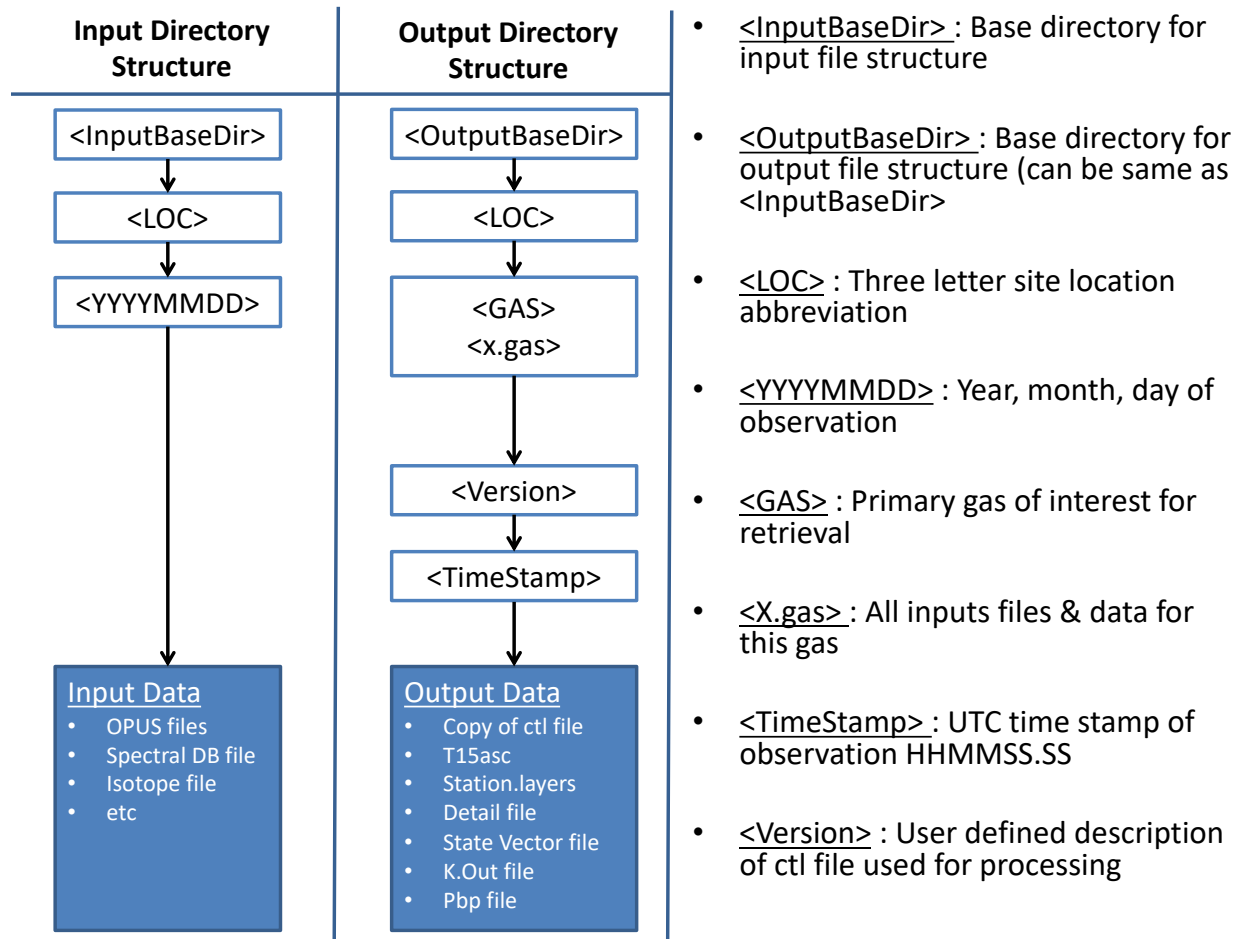 Input Directory
Structure
<InputBaseDir>
<LOC>
<YYYYMMDD>
Input Data
• OPUS files
• Spectral DB file
• Isotope file
• etc
Output Directory
Structure
<OutputBaseDir>
<LOC>
<GAS>
<x.gas>
<Version>
<TimeStamp>
Output Data
• Copy of ctl file
• T15asc
• Station.layers
• Detail file
• State Vector file
• K.Out file
• Pbp file
• <InputBaseDir> : Base directory for
input file structure
• <OutputBaseDir> : Base directory for
output file structure (can be same as
<InputBaseDir>
• <LOC> : Three letter site location
abbreviation
• <YYYYMMDD> : Year, month, day of
observation
• <GAS> : Primary gas of interest for
retrieval
• <X.gas> : All inputs files & data for
this gas
• <TimeStamp> : UTC time stamp of
observation HHMMSS.SS
• <Version> : User defined description
of ctl file used for processing